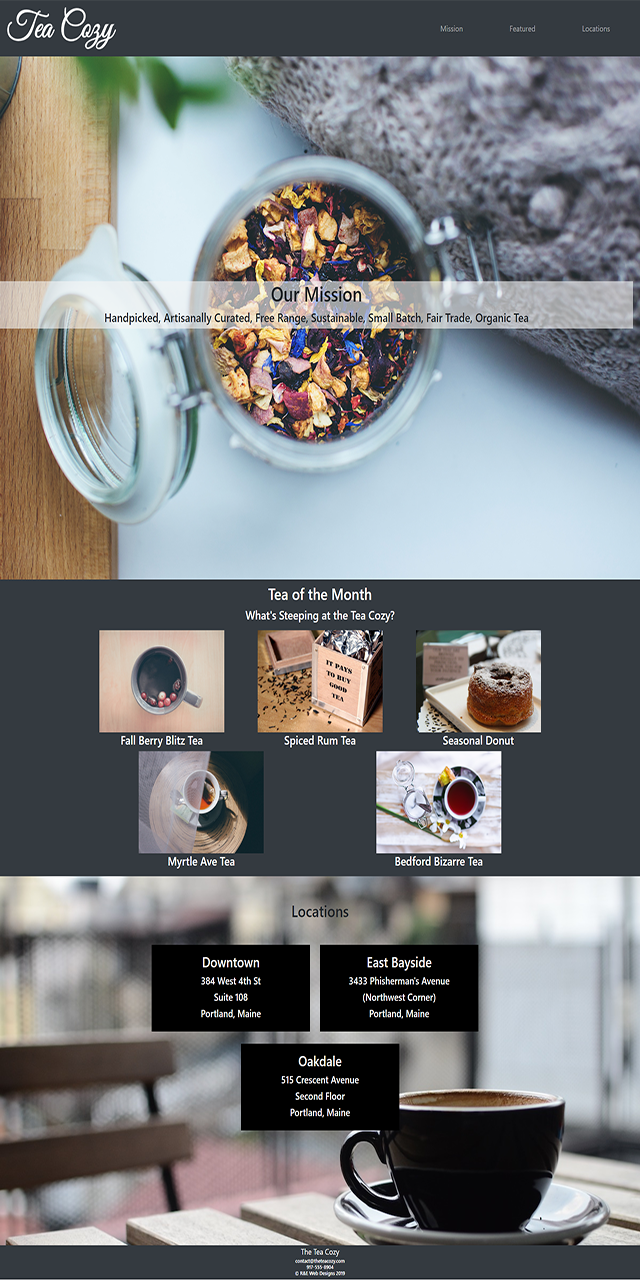 Tea Cozy
Mission Featured Locations
Our Mission
Handpicked, Artisanally Curated, Free Range, Sustainable, Small Batch, Fair Trade, Organic Tea
Tea of the Month
What's Steeping at the Tea Cozy?
IT PAYS
TO BUY
GOOD
TEA
Fall Berry Blitz Tea
Spiced Rum Tea
Seasonal Donut
Myrtle Ave Tea
Bedford Bizarre Tea
Locations
Downtown
384 West 4th St
Suite 108
Portland, Maine
East Bayside
3433 Phisherman's Avenue
(Northwest Corner)
Portland, Maine
Oakdale
515 Crescent Avenue
Second Floor
Portland, Maine
The Tea Cozy
contact@theteacozy.com
917-555-8904
© R&E Web Designs 2019